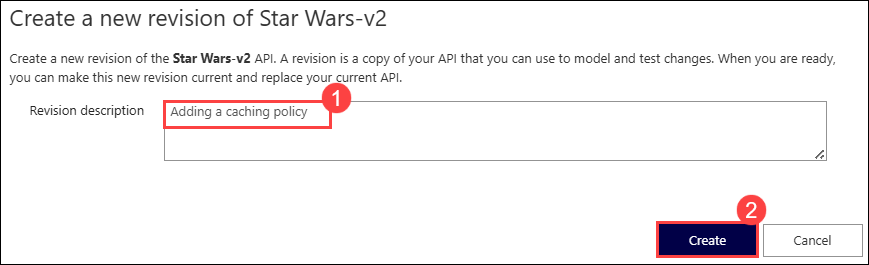 Create a new revision of Star Wars-v2
Create a new revision of the Star Wars-v2 API. A revision is a copy of your API that you can use to model and test changes. When you are ready,
you can make this new revision current and replace your current API.
1
Revision description
Adding a caching policy
2
Create
Cancel